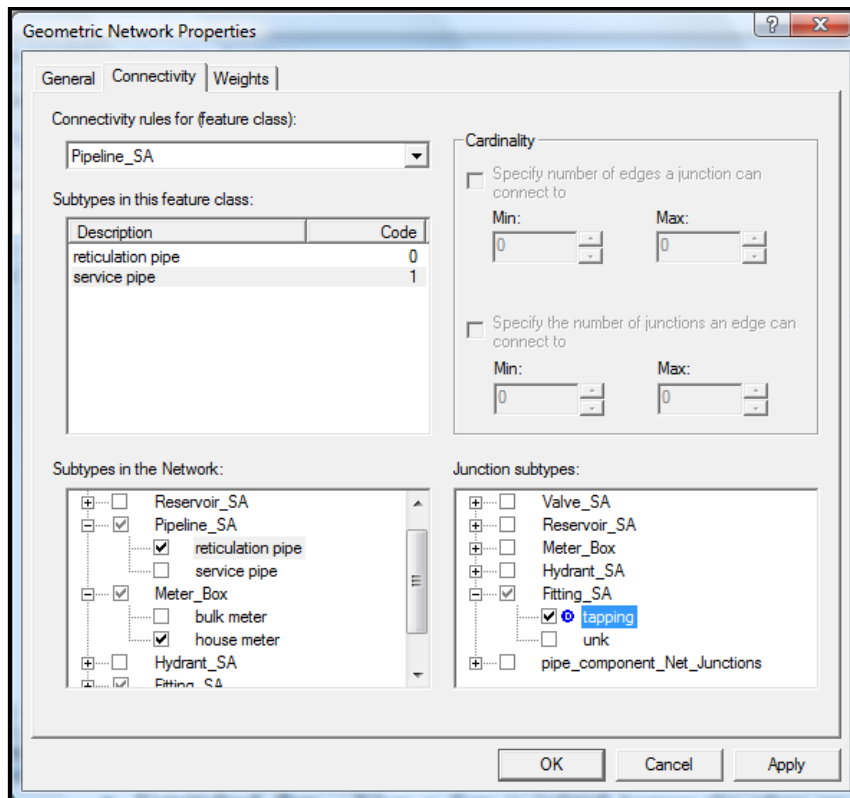 Geometric Network Properties
General Connectivity Weights
Connectivity rules for (feature class):
Pipeline_SA
Subtypes in this feature class:
Description Code
reticulation pipe 0
service pipe 1
Cardinality
Specify number of edges a junction can
connect to
Min: Max:
0 0
Specify the number of junctions an edge can
connect to
Min: Max:
0 0
Subtypes in the Network:
Reservoir_SA
Pipeline_SA
reticulation pipe
service pipe
Meter_Box
bulk meter
house meter
Hydrant_SA
Fitting_SA
Junction subtypes:
Valve_SA
Reservoir_SA
Meter_Box
Hydrant_SA
Fitting_SA
tapping
unk
pipe_component_Net_Junctions
OK Cancel Apply